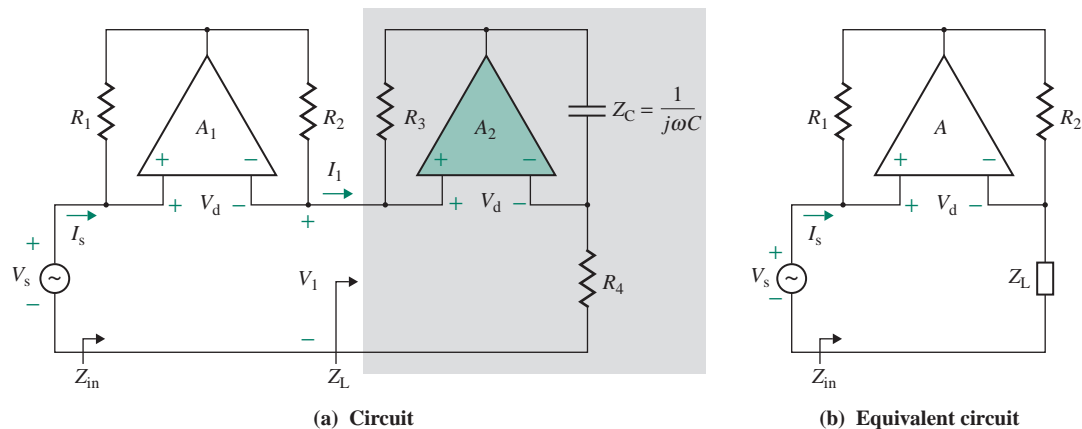 R1
A1
R2
R3
A2
ZC = 1/jωC
+
−
+
−
I1
+
Vd
−
+
+
Vd
−
Is
+
Vs
~
−
V1
R4
−
Zin
ZL
(a) Circuit
R1
A
R2
+
−
+
Vd
−
Is
+
Vs
~
−
ZL
Zin
(b) Equivalent circuit